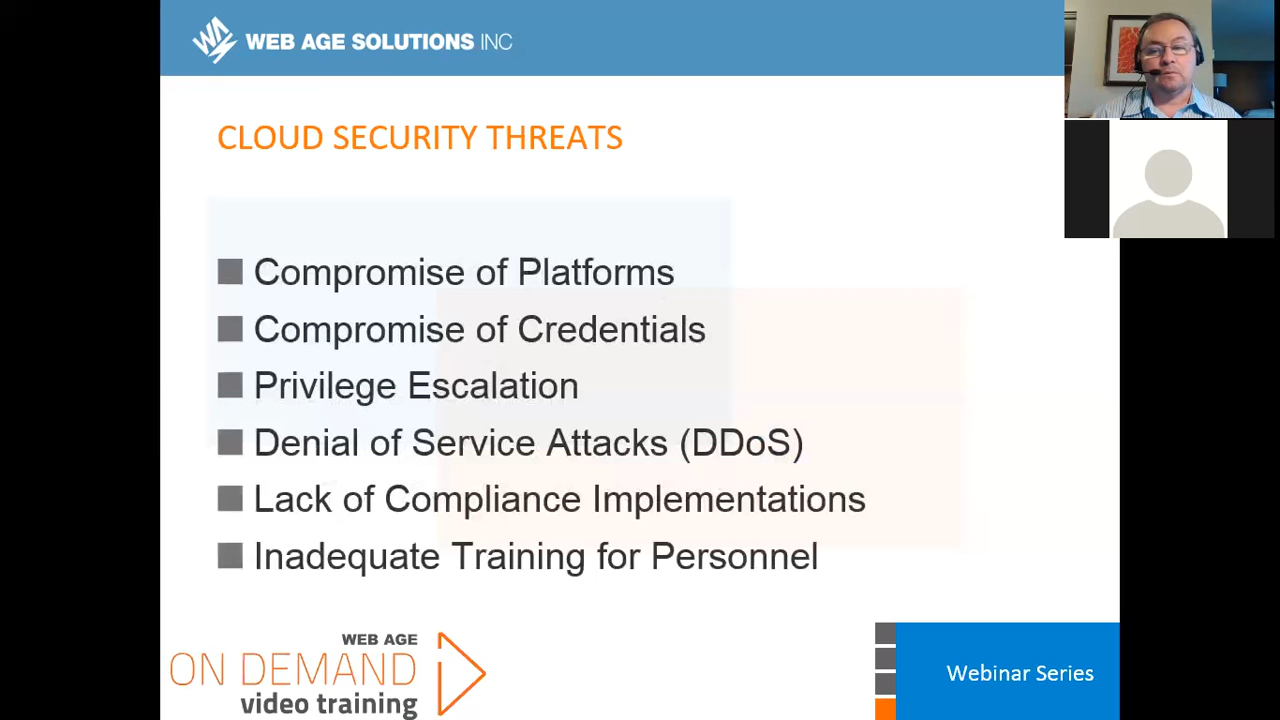 WEB AGE SOLUTIONS INC
CLOUD SECURITY THREATS
Compromise of Platforms
Compromise of Credentials
Privilege Escalation
Denial of Service Attacks (DDoS)
Lack of Compliance Implementations
Inadequate Training for Personnel
WEB AGE
ON DEMAND
video training
Webinar Series